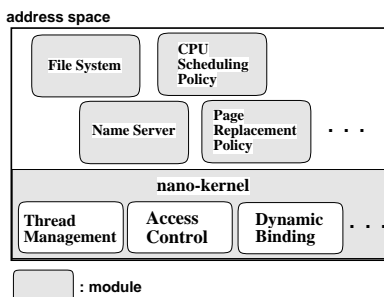 address space
File System
CPU
Scheduling
Policy
Name Server
Page
Replacement
Policy
. . .
nano-kernel
Thread
Management
Access
Control
Dynamic
Binding
. . .
: module